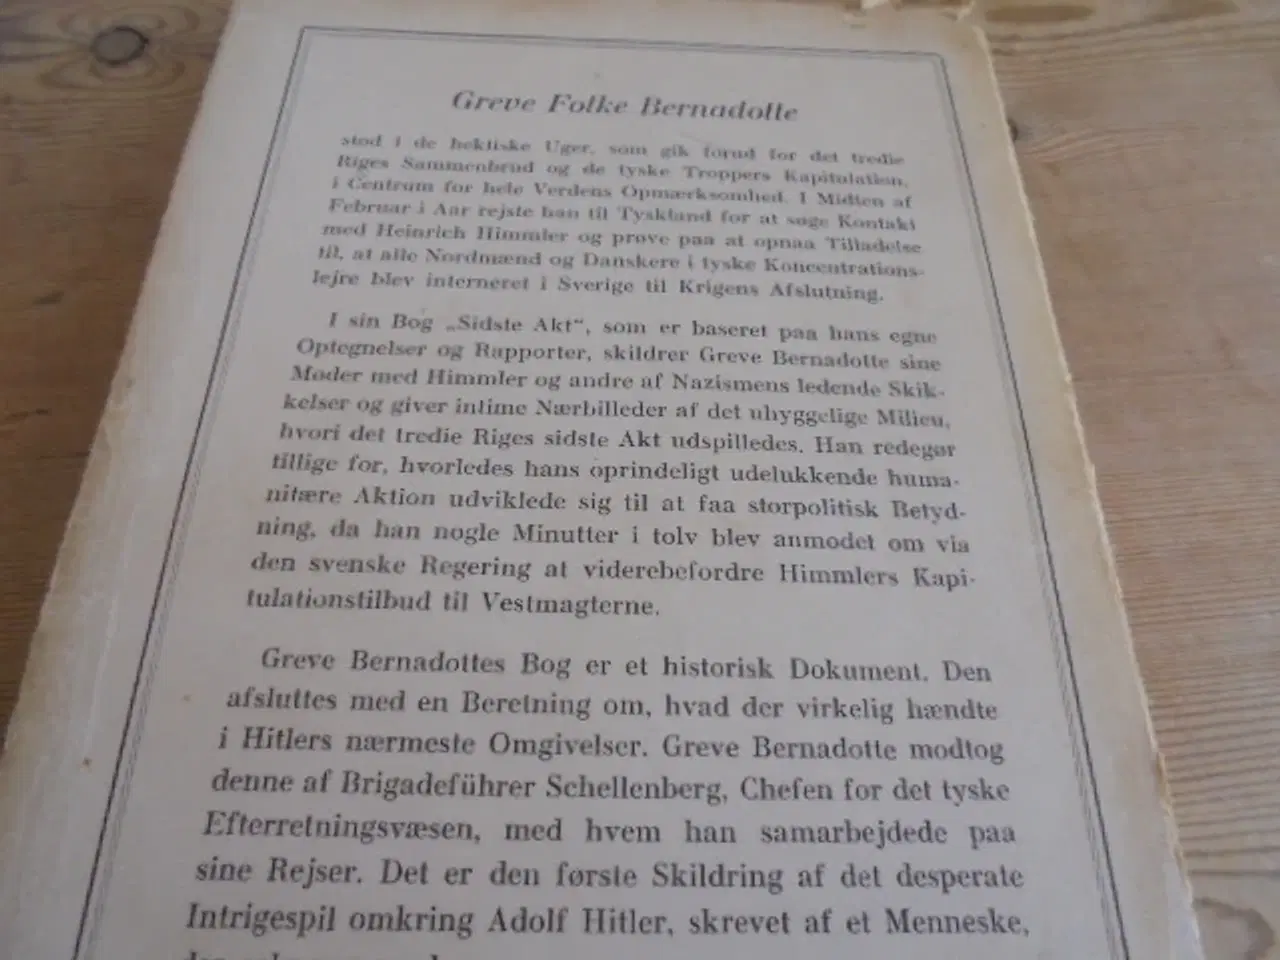 Greve Folke Bernadotte
stod i de hektiske Uger, som gik forud for det tredie
Riges Sammenbrud og de tyske Troppers Kapitulation,
i Centrum for hele Verdens Opmærksomhed. I Midten af
Februar i Aar rejste han til Tyskland for at søge Kontakt
med Heinrich Himmler og prøve paa at opnaa Tilladelse
til, at alle Nordmænd og Danskere i tyske Koncentrations-
lejre blev interneret i Sverige til Krigens Afslutning.
I sin Bog „Sidste Akt“, som er baseret paa hans egne
Optegnelser og Rapporter, skildrer Greve Bernadotte sine
Møder med Himmler og andre af Nazismens ledende Skik-
kelser og giver intime Nærbilleder af det uhyggelige Milieu,
hvori det tredie Riges sidste Akt udspilledes. Han redegør
tillige for, hvorledes hans oprindeligt udelukkende huma-
nitære Aktion udviklede sig til at faa storpolitisk Betyd-
ning, da han nogle Minutter i tolv blev anmodet om via
den svenske Regering at viderebefordre Himmlers Kapi-
tulationstilbud til Vestmagterne.
Greve Bernadottes Bog er et historisk Dokument. Den
afsluttes med en Beretning om, hvad der virkelig hændte
i Hitlers nærmeste Omgivelser. Greve Bernadotte modtog
denne af Brigadeführer Schellenberg, Chefen for det tyske
Efterretningsvæsen, med hvem han samarbejdede paa
sine Rejser. Det er den første Skildring af det desperate
Intrigespil omkring Adolf Hitler, skrevet af et Menneske,